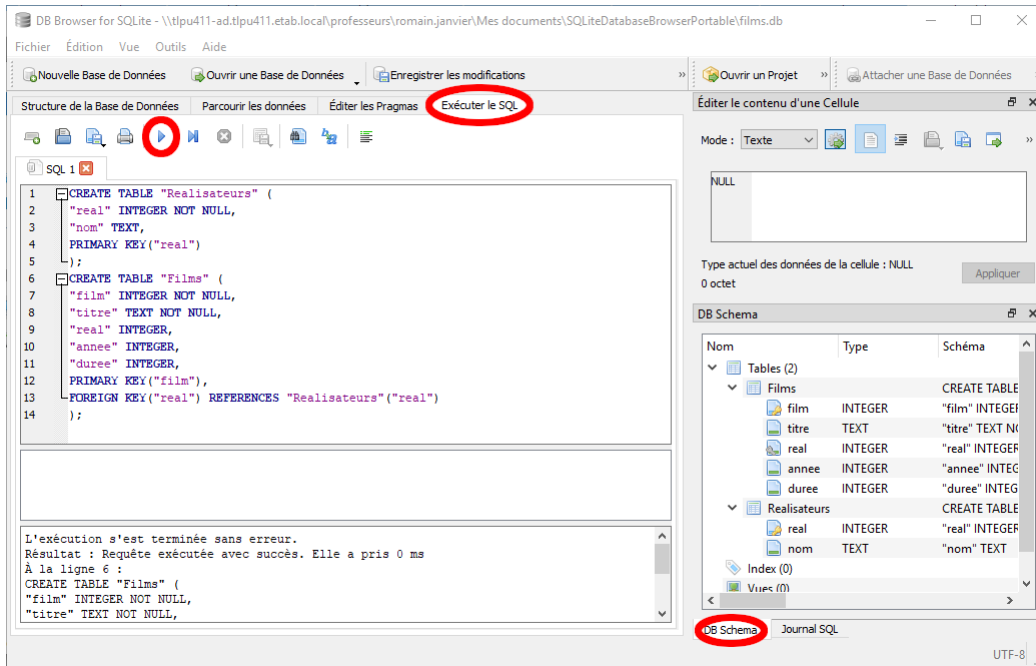 DB Browser for SQLite - \\tlpu411-ad.tlpu411.etab.local\professeurs\romain.janvier\Mes documents\SQLiteDatabaseBrowserPortable\films.db
Fichier Édition Vue Outils Aide
Nouvelle Base de Données Ouvrir une Base de Données Enregistrer les modifications » Ouvrir un Projet » Attacher une Base de Données
Structure de la Base de Données Parcourir les données Éditer les Pragmas Exécuter le SQL
SQL 1
1 CREATE TABLE "Realisateurs" (
2 "real" INTEGER NOT NULL,
3 "nom" TEXT,
4 PRIMARY KEY("real")
5 );
6 CREATE TABLE "Films" (
7 "film" INTEGER NOT NULL,
8 "titre" TEXT NOT NULL,
9 "real" INTEGER,
10 "annee" INTEGER,
11 "duree" INTEGER,
12 PRIMARY KEY("film"),
13 FOREIGN KEY("real") REFERENCES "Realisateurs"("real")
14 );
L'exécution s'est terminée sans erreur.
Résultat : Requête exécutée avec succès. Elle a pris 0 ms
À la ligne 6 :
CREATE TABLE "Films" (
"film" INTEGER NOT NULL,
"titre" TEXT NOT NULL,
Éditer le contenu d'une Cellule
Mode : Texte »
NULL
Type actuel des données de la cellule : NULL
0 octet
Appliquer
DB Schema
Nom Type Schéma
Tables (2)
Films CREATE TABLE
film INTEGER "film" INTEGER
titre TEXT "titre" TEXT NO
real INTEGER "real" INTEGER
annee INTEGER "annee" INTEG
duree INTEGER "duree" INTEG
Realisateurs CREATE TABLE
real INTEGER "real" INTEGER
nom TEXT "nom" TEXT
Index (0)
Vues (0)
DB Schema Journal SQL
UTF-8